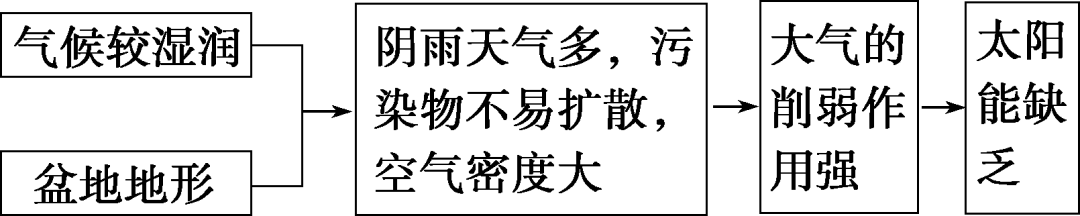 气候较湿润
盆地地形
阴雨天气多，污
染物不易扩散，
空气密度大
大气的
削弱作
用强
太阳
能缺
乏